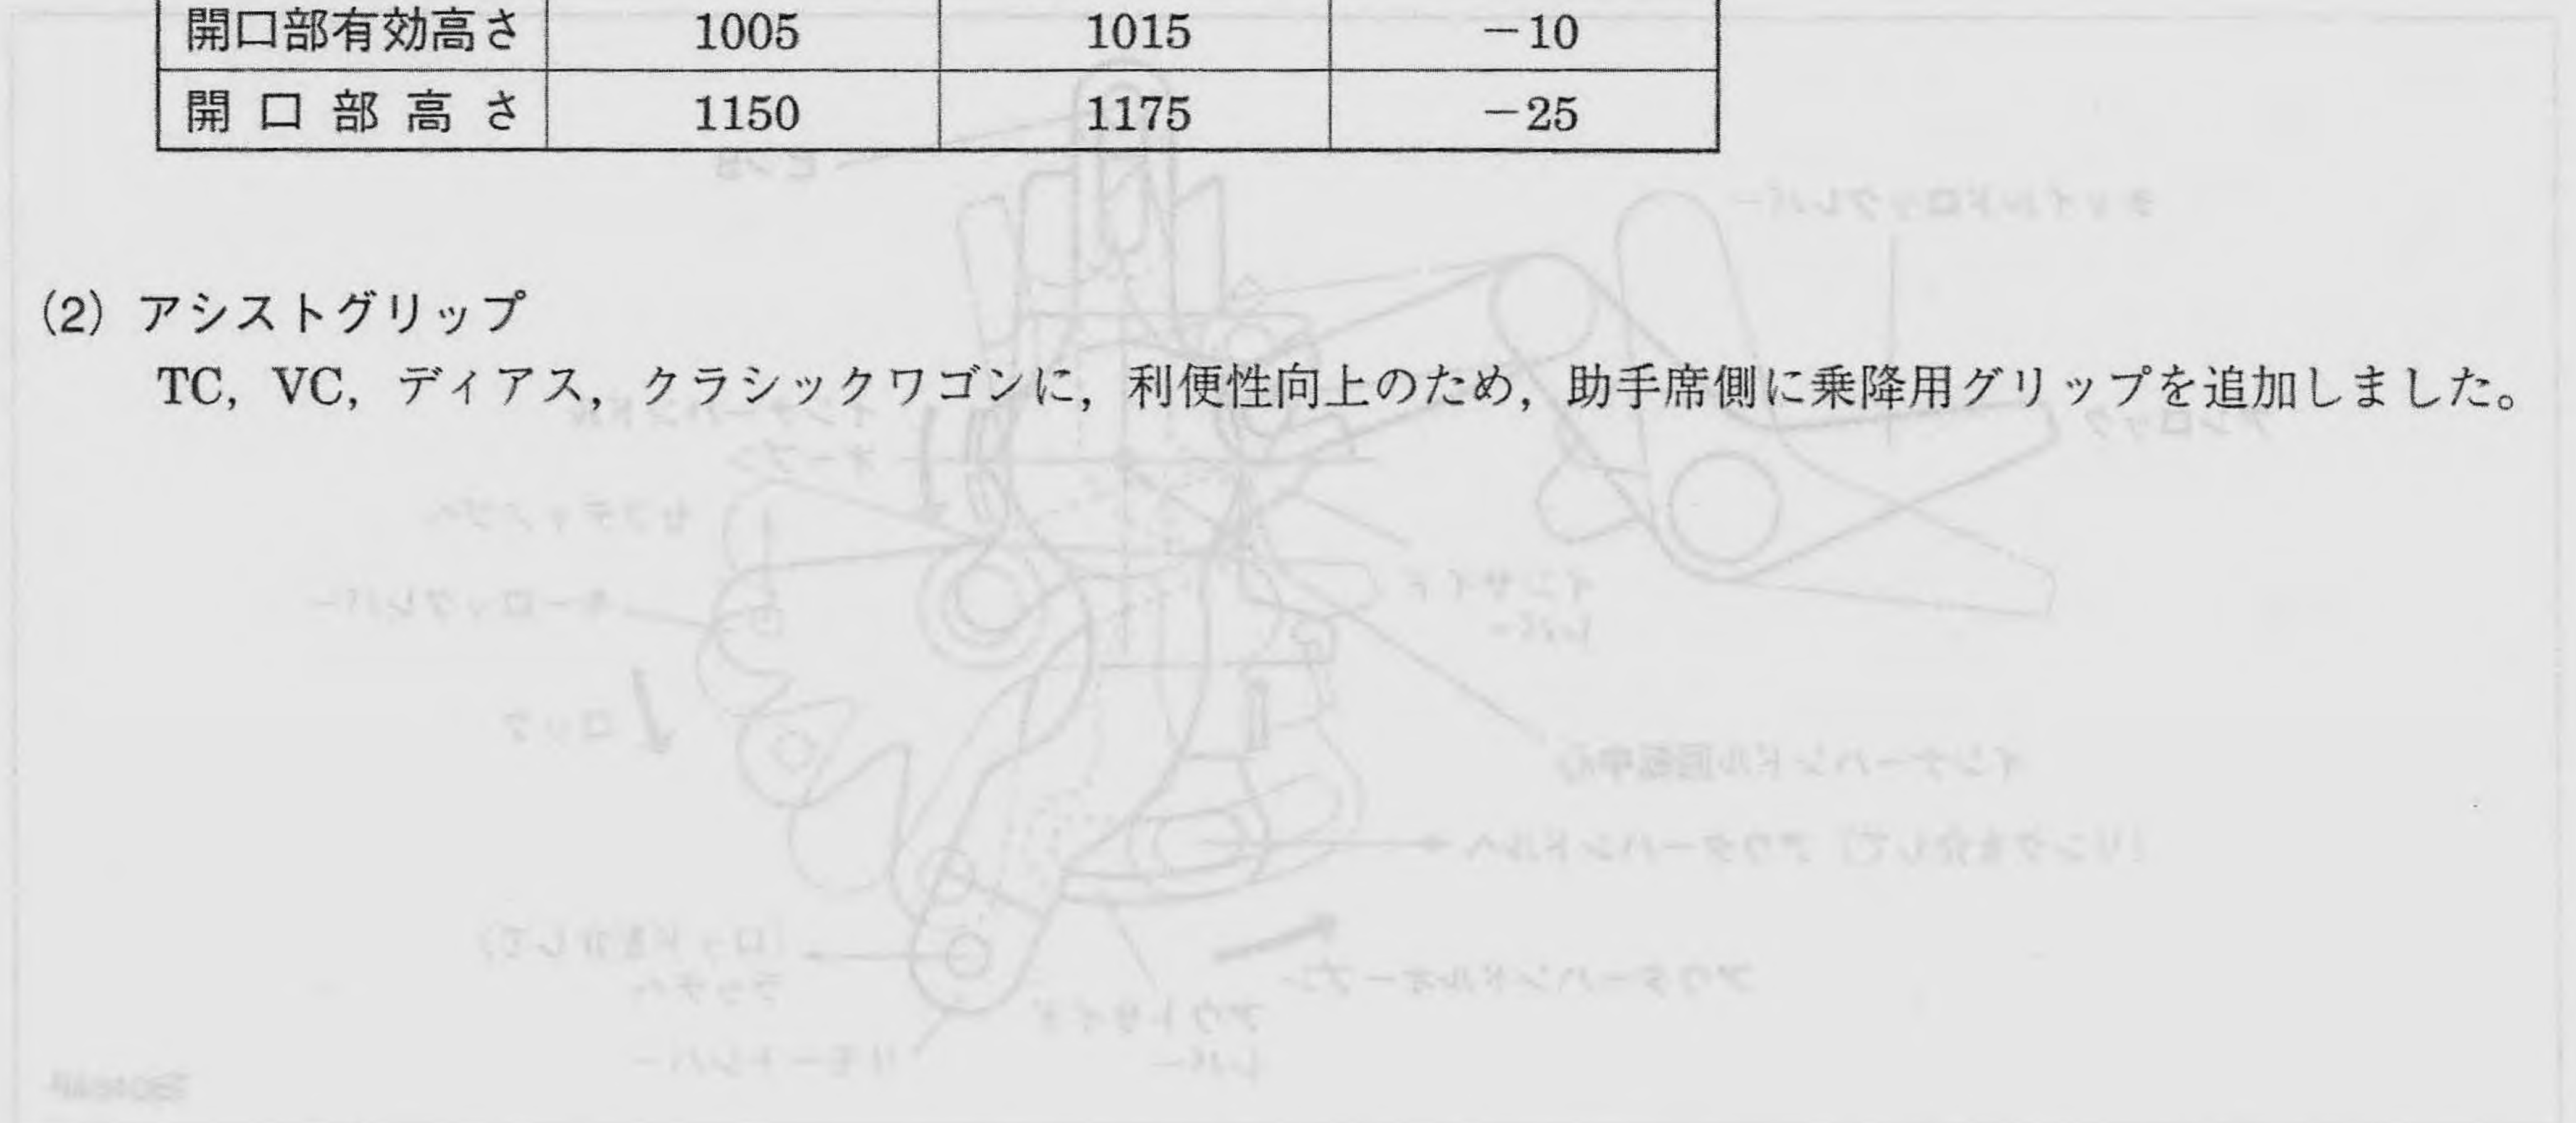 開口部有効高さ 1005 1015 −10
開口部高さ 1150 1175 −25
(2) アシストグリップ
TC, VC, ディアス, クラシックワゴンに, 利便性向上のため, 助手席側に乗降用グリップを追加しました。